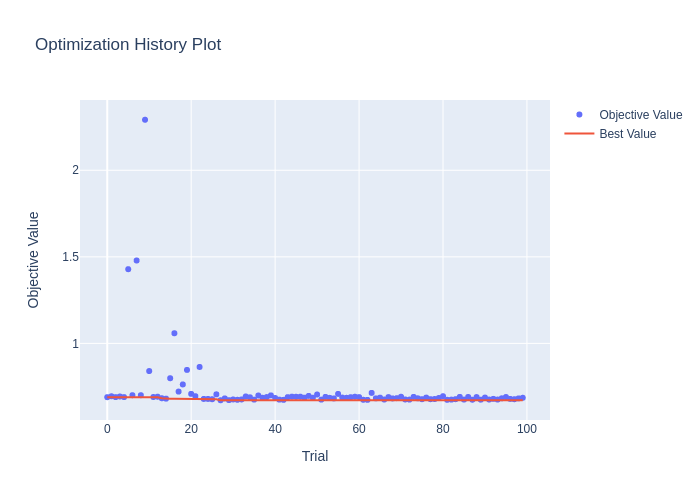 Optimization History Plot
Objective Value
Best Value
2
1.5
1
Objective Value
0
20
40
60
80
100
Trial